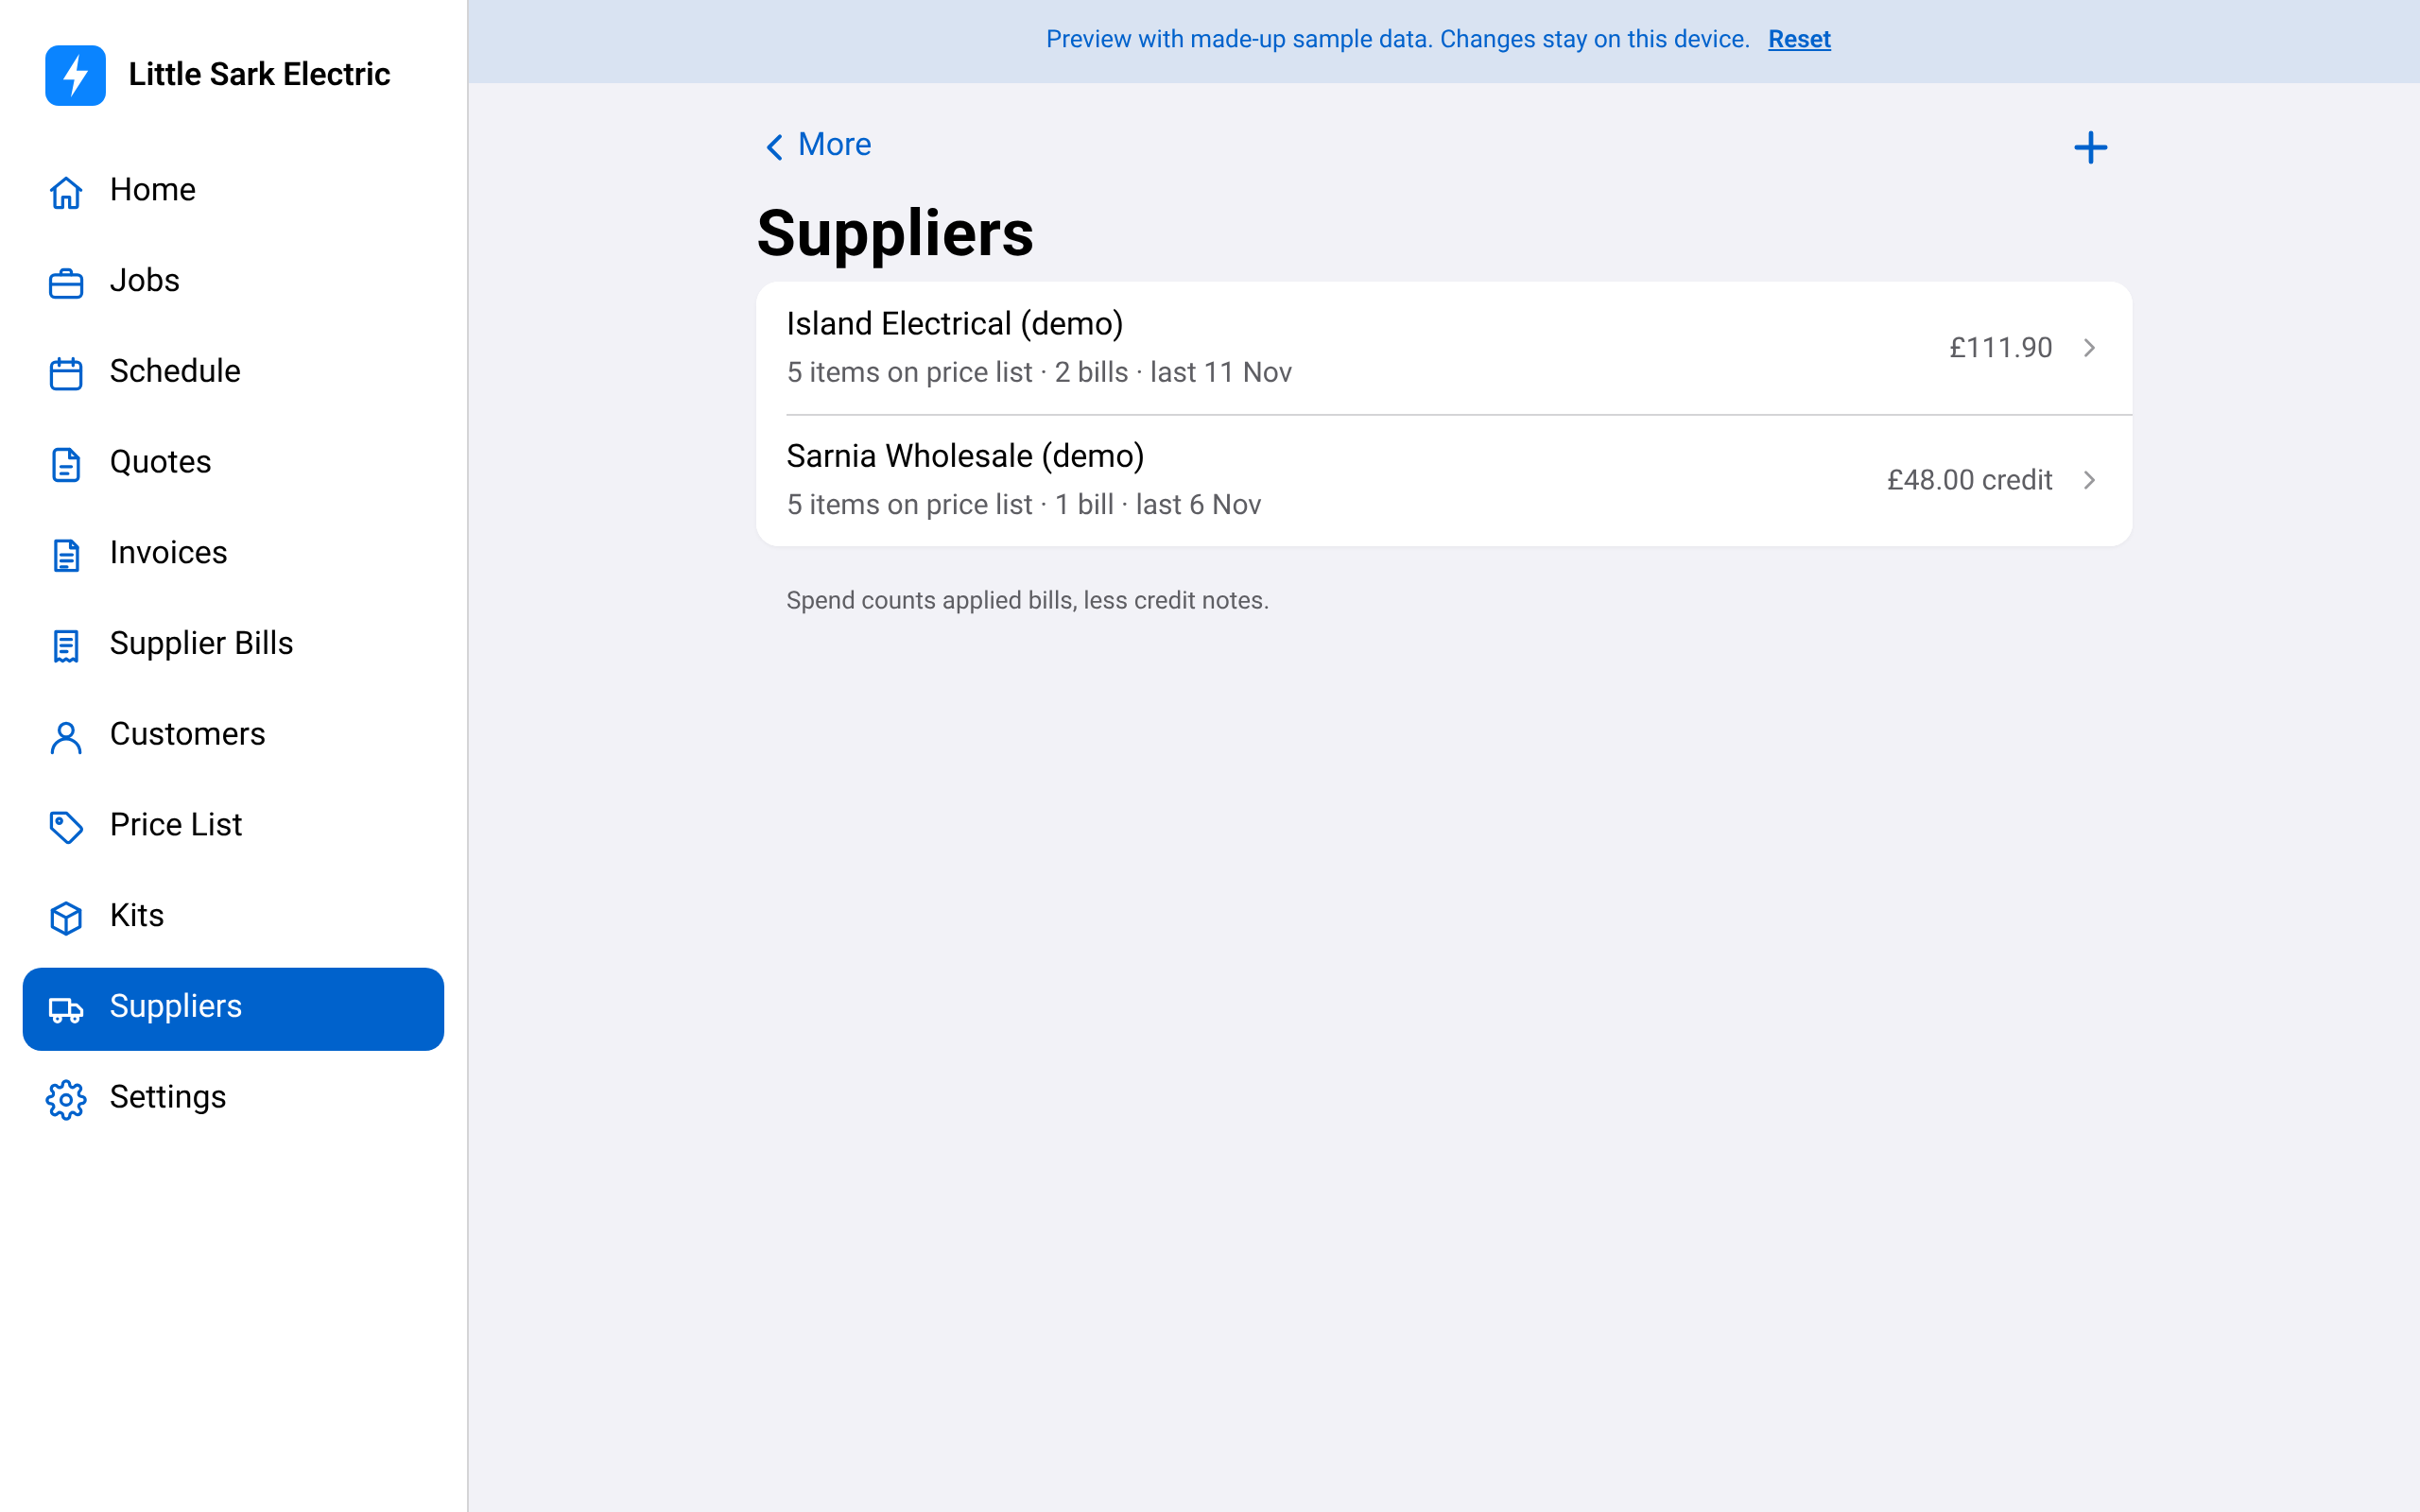 Little Sark Electric
Home
Jobs
Schedule
Quotes
Invoices
Supplier Bills
Customers
Price List
Kits
Suppliers
Settings
Preview with made-up sample data. Changes stay on this device. Reset
More
Suppliers
Island Electrical (demo)
5 items on price list · 2 bills · last 11 Nov
£111.90
Sarnia Wholesale (demo)
5 items on price list · 1 bill · last 6 Nov
£48.00 credit
Spend counts applied bills, less credit notes.